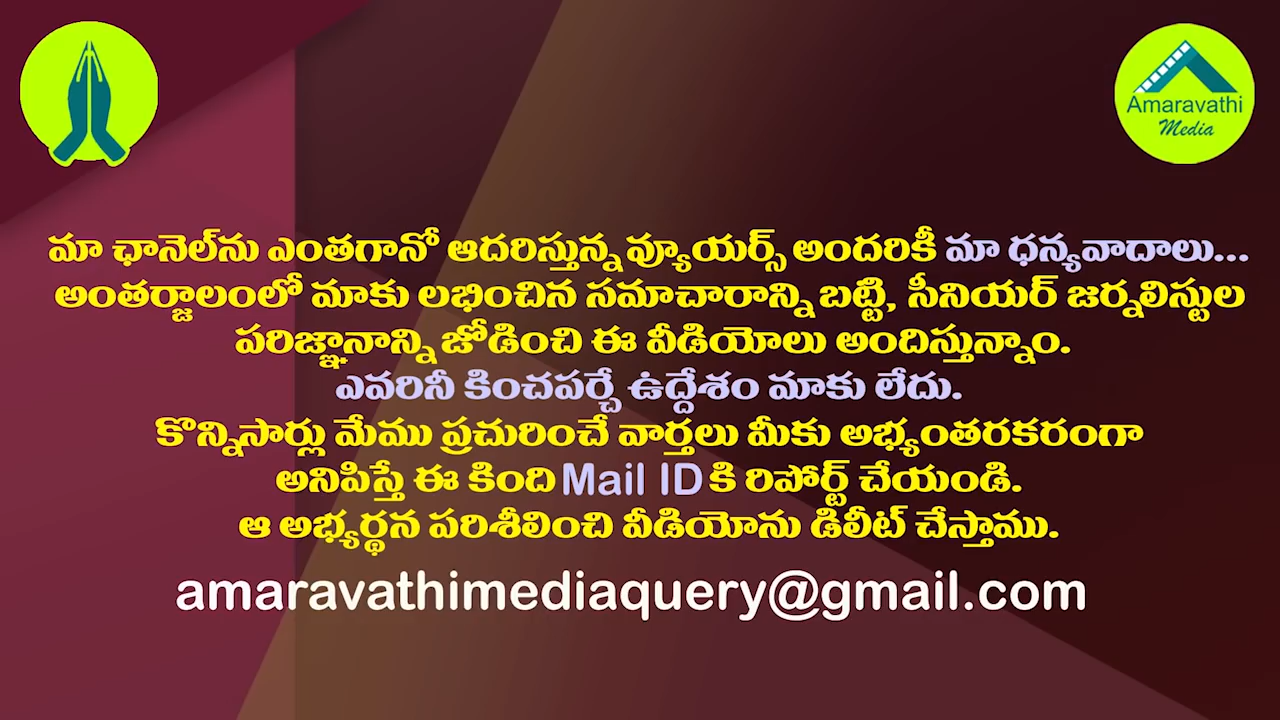 Amaravathi
Media
మా ఛానెల్‌ను ఎంతగానో ఆదరిస్తున్న వ్యూయర్స్ అందరికీ మా ధన్యవాదాలు...
అంతర్జాలంలో మాకు లభించిన సమాచారాన్ని బట్టి, సీనియర్ జర్నలిస్టుల
పరిజ్ఞానాన్ని జోడించి ఈ వీడియోలు అందిస్తున్నాం.
ఎవరినీ కించపర్చే ఉద్దేశం మాకు లేదు.
కొన్నిసార్లు మేము ప్రచురించే వార్తలు మీకు అభ్యంతరకరంగా
అనిపిస్తే ఈ కింది Mail ID కి రిపోర్ట్ చేయండి.
ఆ అభ్యర్థన పరిశీలించి వీడియోను డిలీట్ చేస్తాము.
amaravathimediaquery@gmail.com